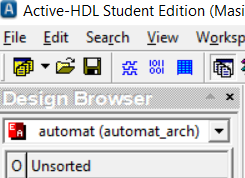 Active-HDL Student Edition (Masi
File Edit Search View Worksp
Design Browser
automat (automat_arch)
O Unsorted